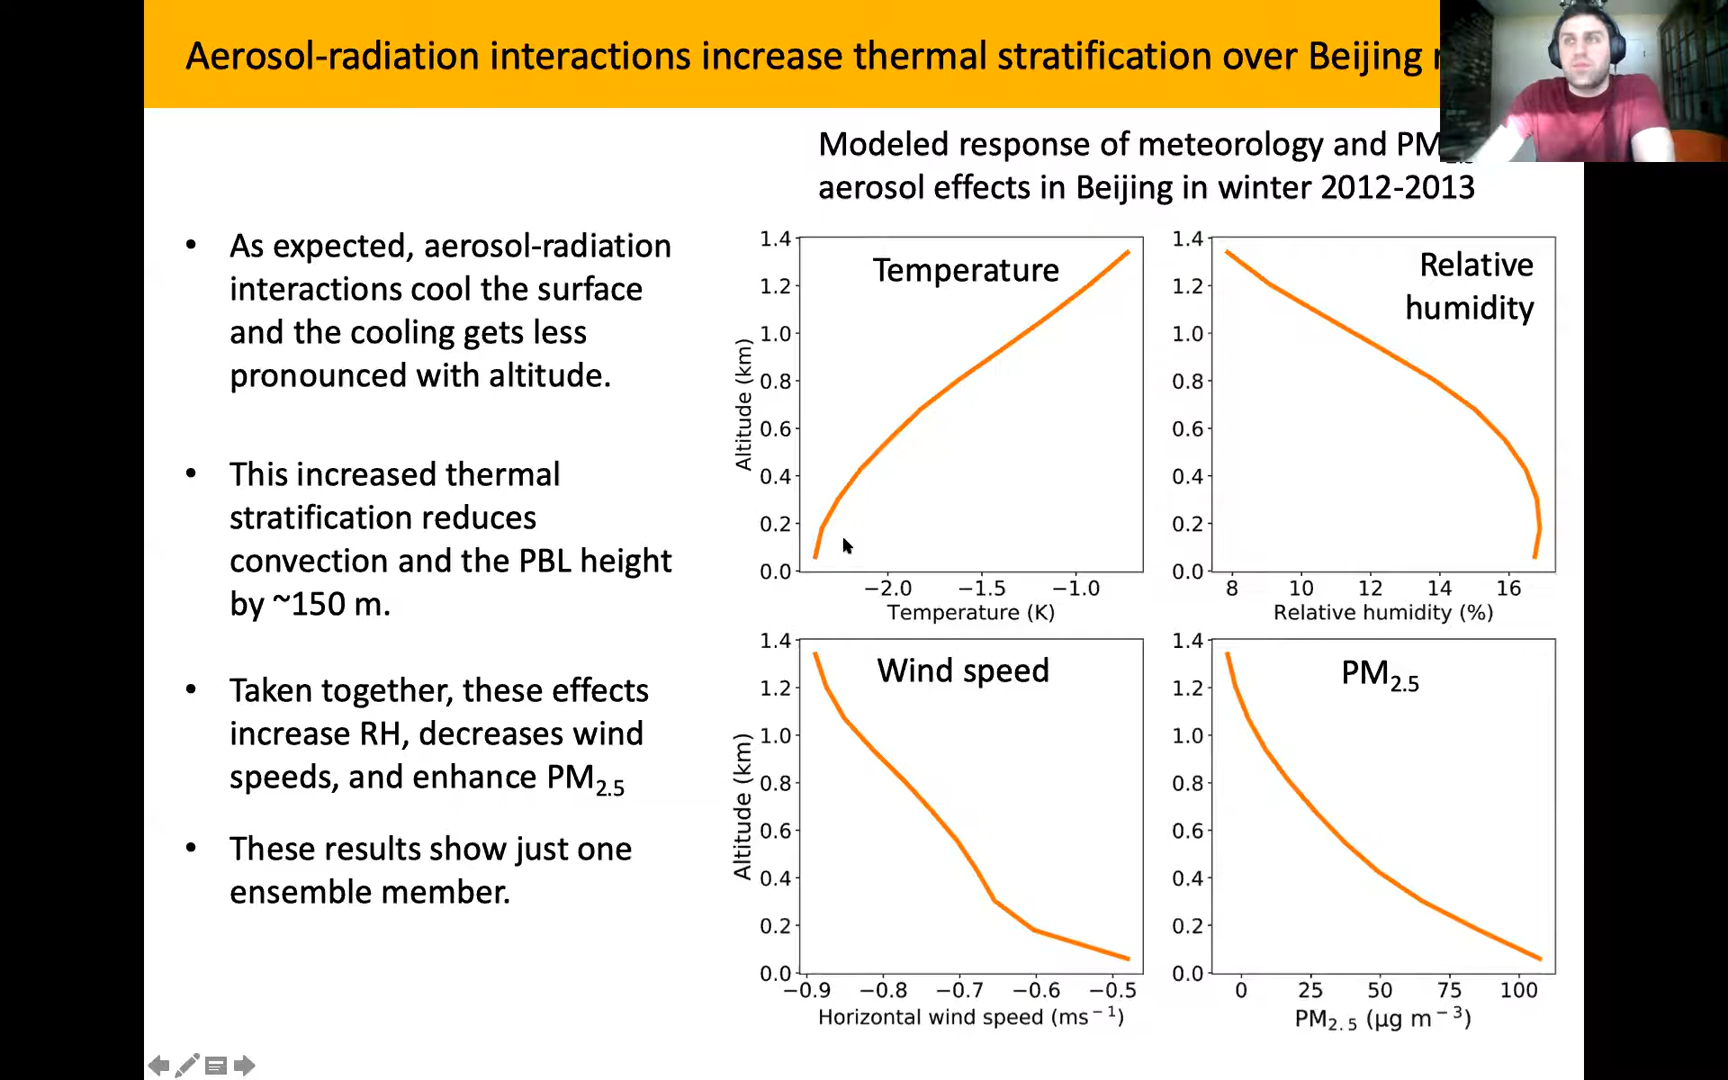 Aerosol-radiation interactions increase thermal stratification over Beijing
Modeled response of meteorology and PM
aerosol effects in Beijing in winter 2012-2013
• As expected, aerosol-radiation
interactions cool the surface
and the cooling gets less
pronounced with altitude.
• This increased thermal
stratification reduces
convection and the PBL height
by ~150 m.
• Taken together, these effects
increase RH, decreases wind
speeds, and enhance PM2.5
• These results show just one
ensemble member.
Temperature
Altitude (km)
1.4
1.2
1.0
0.8
0.6
0.4
0.2
0.0
−2.0 −1.5 −1.0
Temperature (K)
Relative
humidity
1.4
1.2
1.0
0.8
0.6
0.4
0.2
0.0
8 10 12 14 16
Relative humidity (%)
Wind speed
Altitude (km)
1.4
1.2
1.0
0.8
0.6
0.4
0.2
0.0
−0.9 −0.8 −0.7 −0.6 −0.5
Horizontal wind speed (ms−1)
PM2.5
1.4
1.2
1.0
0.8
0.6
0.4
0.2
0.0
0 25 50 75 100
PM2.5 (μg m−3)